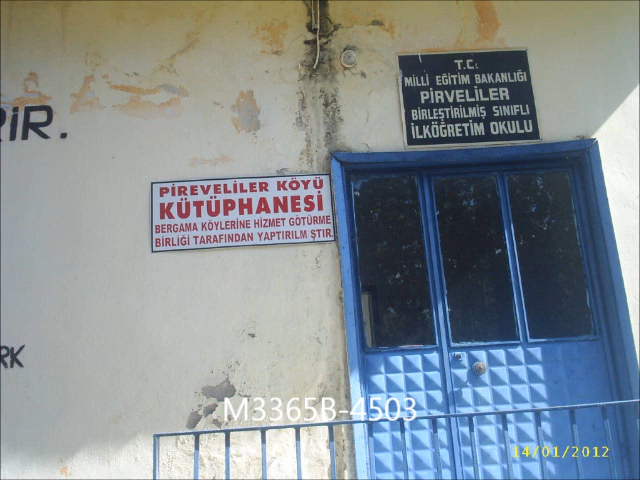 T.C.
MİLLİ EĞİTİM BAKANLIĞI
PİRVELİLER
BİRLEŞTİRİLMİŞ SINIFLI
İLKÖĞRETİM OKULU
İR.
PİREVELİLER KÖYÜ
KÜTÜPHANESİ
BERGAMA KÖYLERİNE HİZMET GÖTÜRME
BİRLİĞİ TARAFINDAN YAPTIRILM ŞTIR
RK
M3365B-4503
14/01/2012